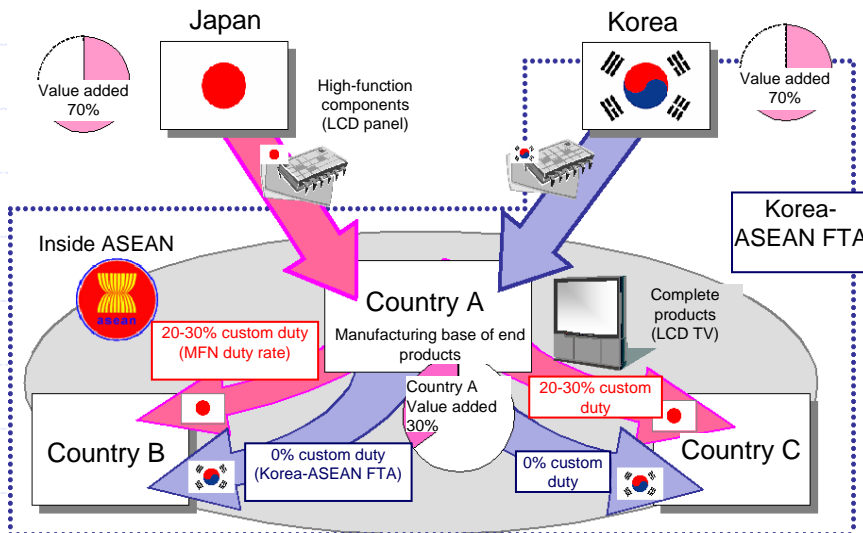 Japan
Korea
Value added
70%
High-function
components
(LCD panel)
Value added
70%
Korea-
ASEAN FTA
Inside ASEAN
asean
Country A
Manufacturing base of end
products
Complete
products
(LCD TV)
20-30% custom duty
(MFN duty rate)
Country A
Value added
30%
20-30% custom
duty
Country B
0% custom duty
(Korea-ASEAN FTA)
0% custom
duty
Country C